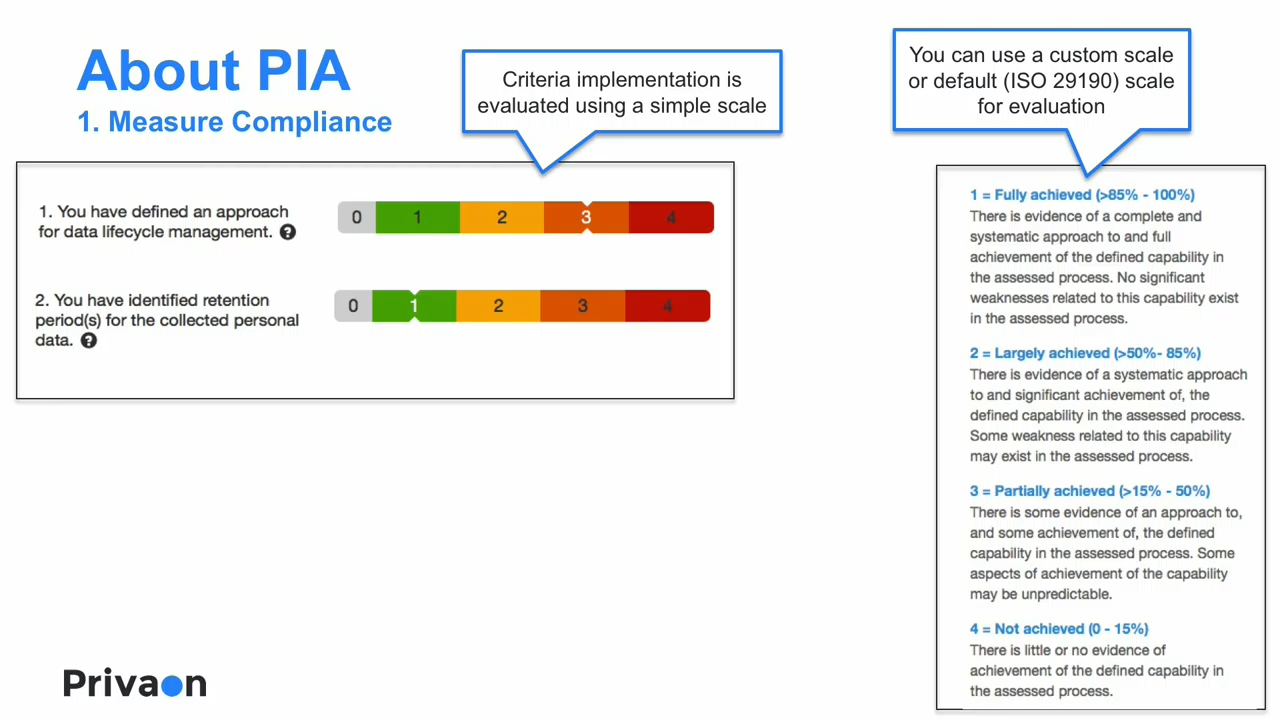 About PIA
1. Measure Compliance
Criteria implementation is
evaluated using a simple scale
You can use a custom scale
or default (ISO 29190) scale
for evaluation
1. You have defined an approach
for data lifecycle management. ?
0 1 2 3 4
2. You have identified retention
period(s) for the collected personal
data. ?
0 1 2 3 4
1 = Fully achieved (>85% - 100%)
There is evidence of a complete and
systematic approach to and full
achievement of the defined capability in
the assessed process. No significant
weaknesses related to this capability exist
in the assessed process.
2 = Largely achieved (>50%- 85%)
There is evidence of a systematic approach
to and significant achievement of, the
defined capability in the assessed process.
Some weakness related to this capability
may exist in the assessed process.
3 = Partially achieved (>15% - 50%)
There is some evidence of an approach to,
and some achievement of, the defined
capability in the assessed process. Some
aspects of achievement of the capability
may be unpredictable.
4 = Not achieved (0 - 15%)
There is little or no evidence of
achievement of the defined capability in
the assessed process.
Privaon